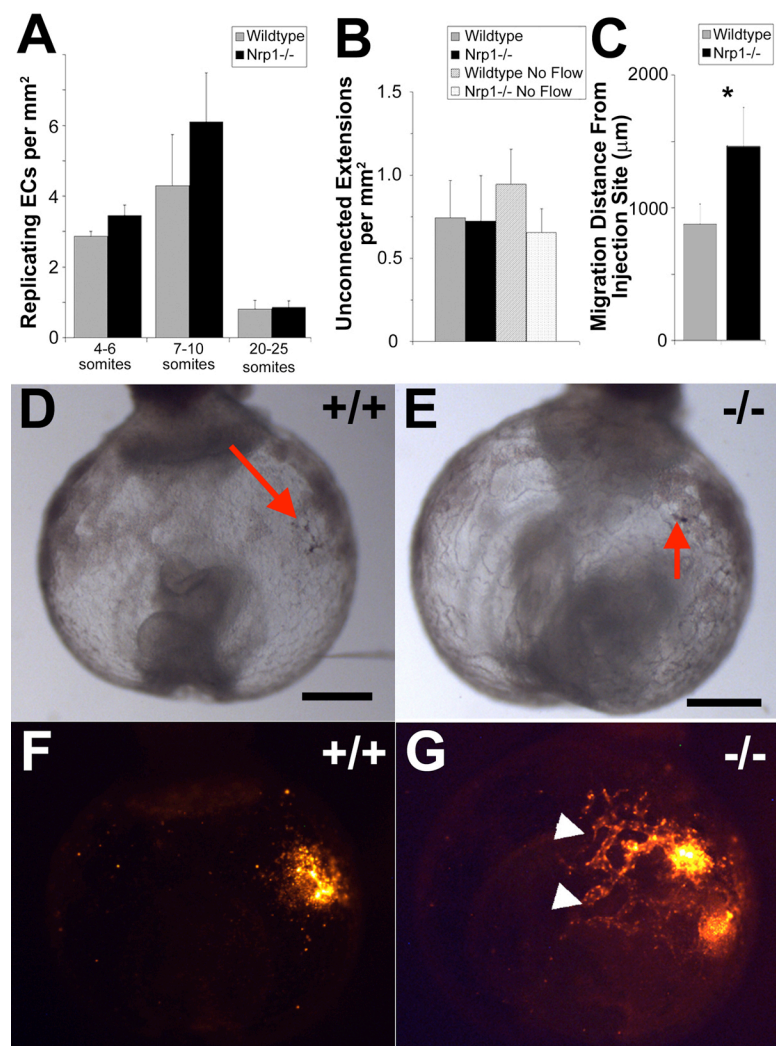 A
Wildtype
Nrp1-/-
Replicating ECs per mm2
6
4
2
0
4-6
somites
7-10
somites
20-25
somites
B
Wildtype
Nrp1-/-
Wildtype No Flow
Nrp1-/- No Flow
Unconnected Extensions
per mm2
1.5
1.0
0.5
0
C
Wildtype
Nrp1-/-
Migration Distance From
Injection Site (μm)
2000
1000
0
*
D
+/+
E
-/-
F
+/+
G
-/-